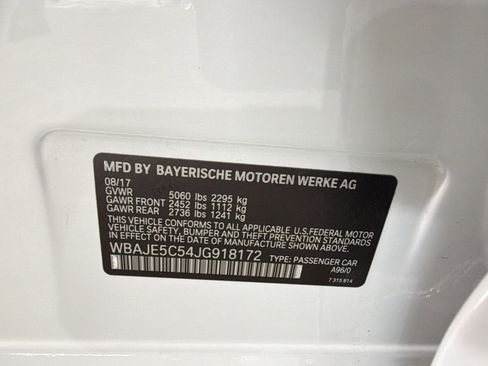 MFD BY BAYERISCHE MOTOREN WERKE AG
08/17
GVWR 5060 lbs 2295 kg
GAWR FRONT 2452 lbs 1112 kg
GAWR REAR 2736 lbs 1241 kg
THIS VEHICLE CONFORMS TO ALL APPLICABLE U.S.FEDERAL MOTOR
VEHICLE SAFETY, BUMPER AND THEFT PREVENTION STANDARDS IN
EFFECT ON THE DATE OF MANUFACTURE SHOWN ABOVE.
WBAJE5C54JG918172 TYPE: PASSENGER CAR
A96/0
7 315 814